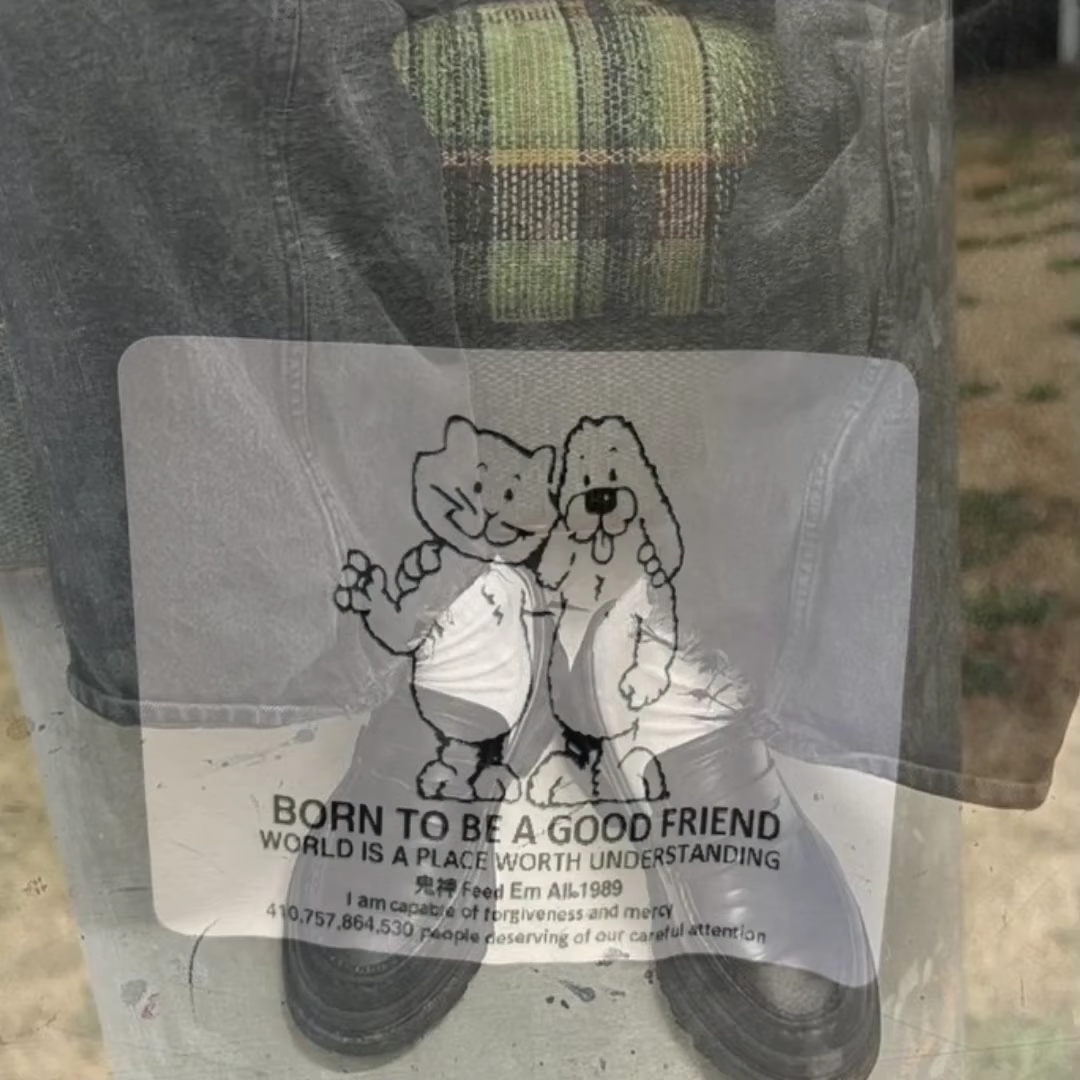 BORN TO BE A GOOD FRIEND
WORLD IS A PLACE WORTH UNDERSTANDING
鬼神 Feed Em All.1989
I am capable of forgiveness and mercy
410,757,864,530 people deserving of our careful attention